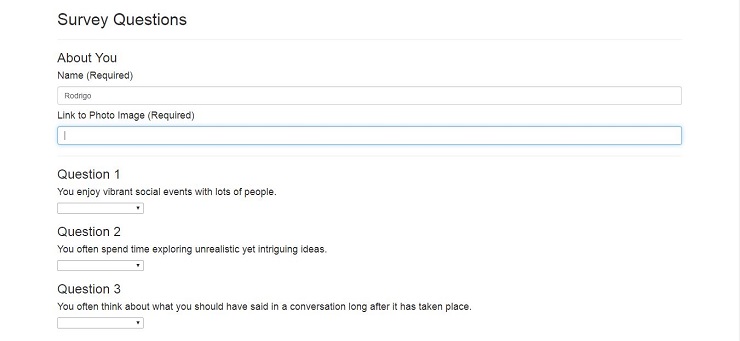 Survey Questions
About You
Name (Required)
Rodrigo
Link to Photo Image (Required)
Question 1
You enjoy vibrant social events with lots of people.
Question 2
You often spend time exploring unrealistic yet intriguing ideas.
Question 3
You often think about what you should have said in a conversation long after it has taken place.